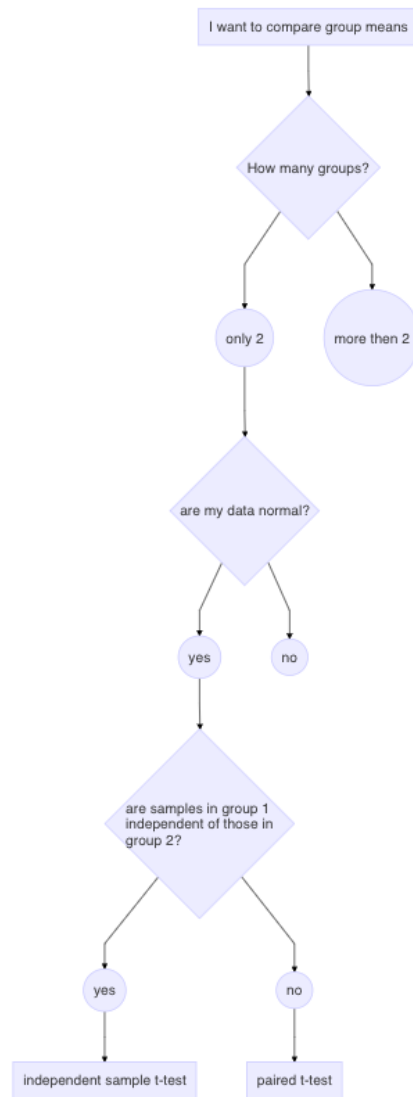 I want to compare group means
How many groups?
only 2
more then 2
are my data normal?
yes
no
are samples in group 1
independent of those in
group 2?
yes
no
independent sample t-test
paired t-test